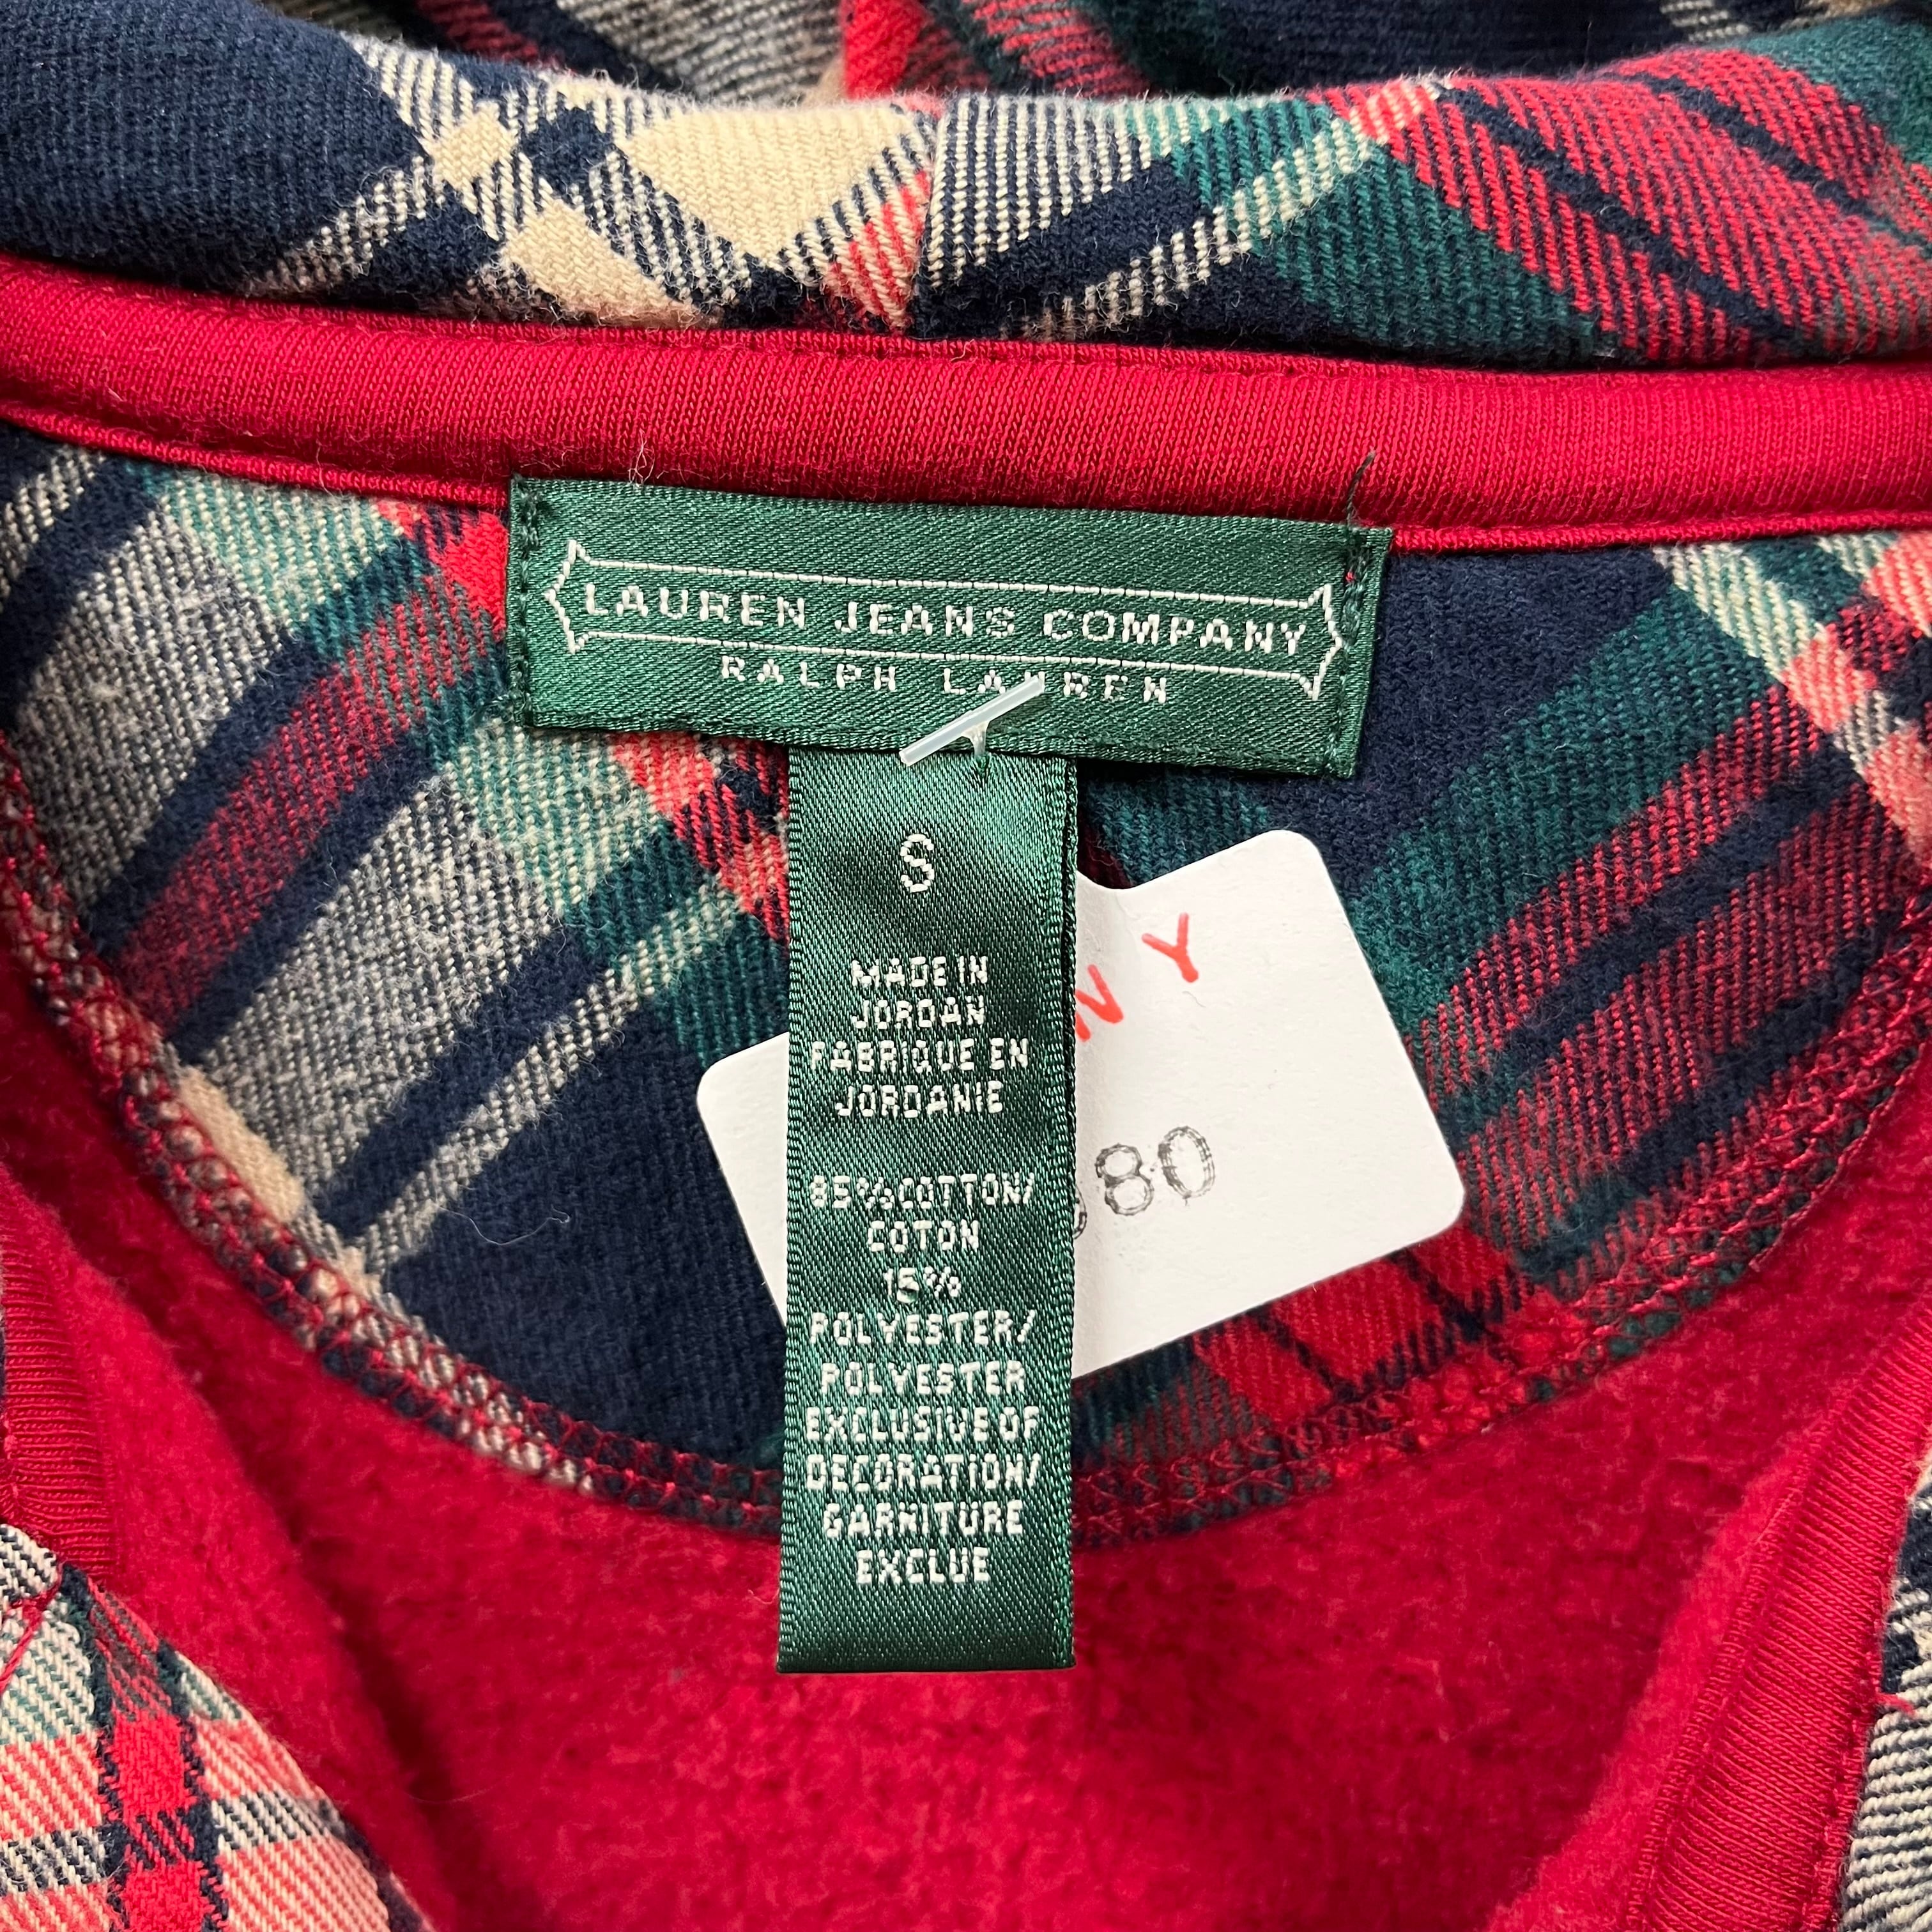 LAUREN JEANS COMPANY
RALPH LAUREN
S
MADE IN
JORDAN
FABRIQUE EN
JORDANIE
85% COTTON/
COTON
15%
POLYESTER/
POLYESTER
EXCLUSIVE OF
DECORATION/
GARNITURE
EXCLUE
N Y
80